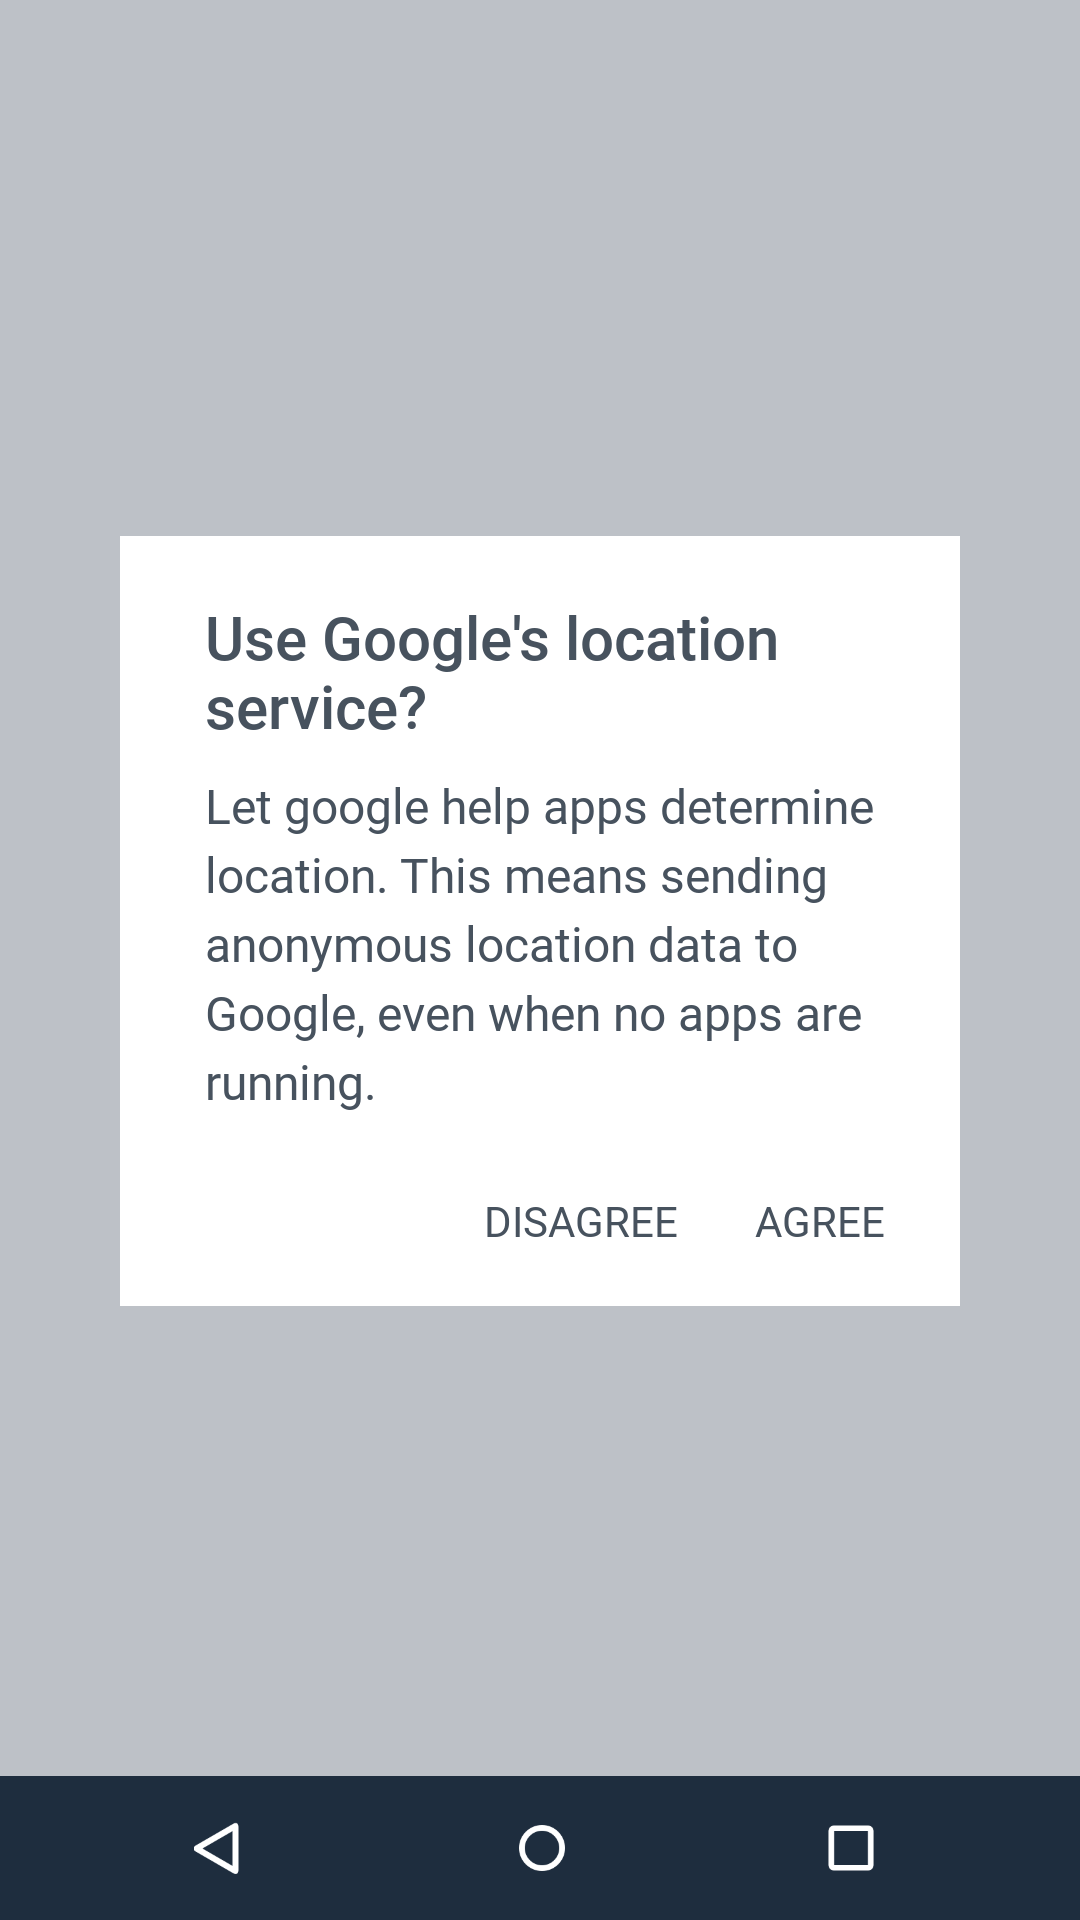 Use Google's location
service?
Let google help apps determine
location. This means sending
anonymous location data to
Google, even when no apps are
running.
DISAGREE AGREE